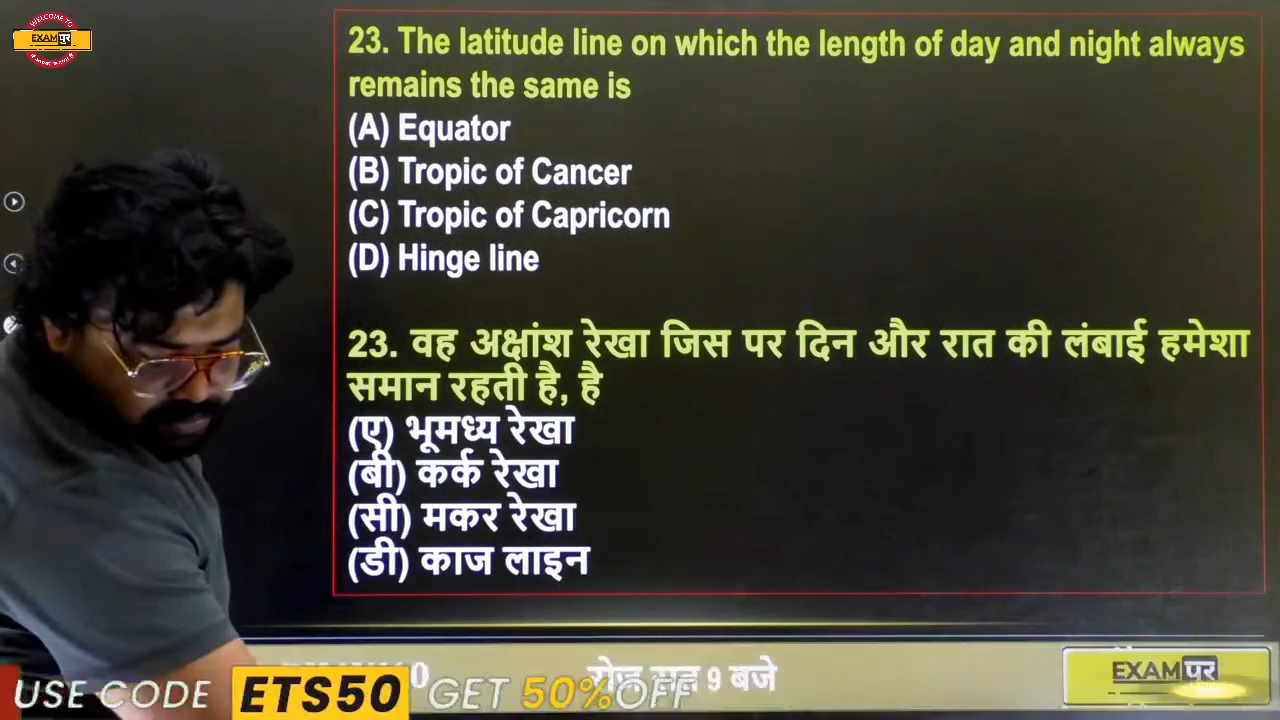 WELCOME TO
EXAM पुर
23. The latitude line on which the length of day and night always
remains the same is
(A) Equator
(B) Tropic of Cancer
(C) Tropic of Capricorn
(D) Hinge line
23. वह अक्षांश रेखा जिस पर दिन और रात की लंबाई हमेशा
समान रहती है, है
(ए) भूमध्य रेखा
(बी) कर्क रेखा
(सी) मकर रेखा
(डी) काज लाइन
9 बजे
EXAM पुर
USE CODE ETS50 GET 50% OFF